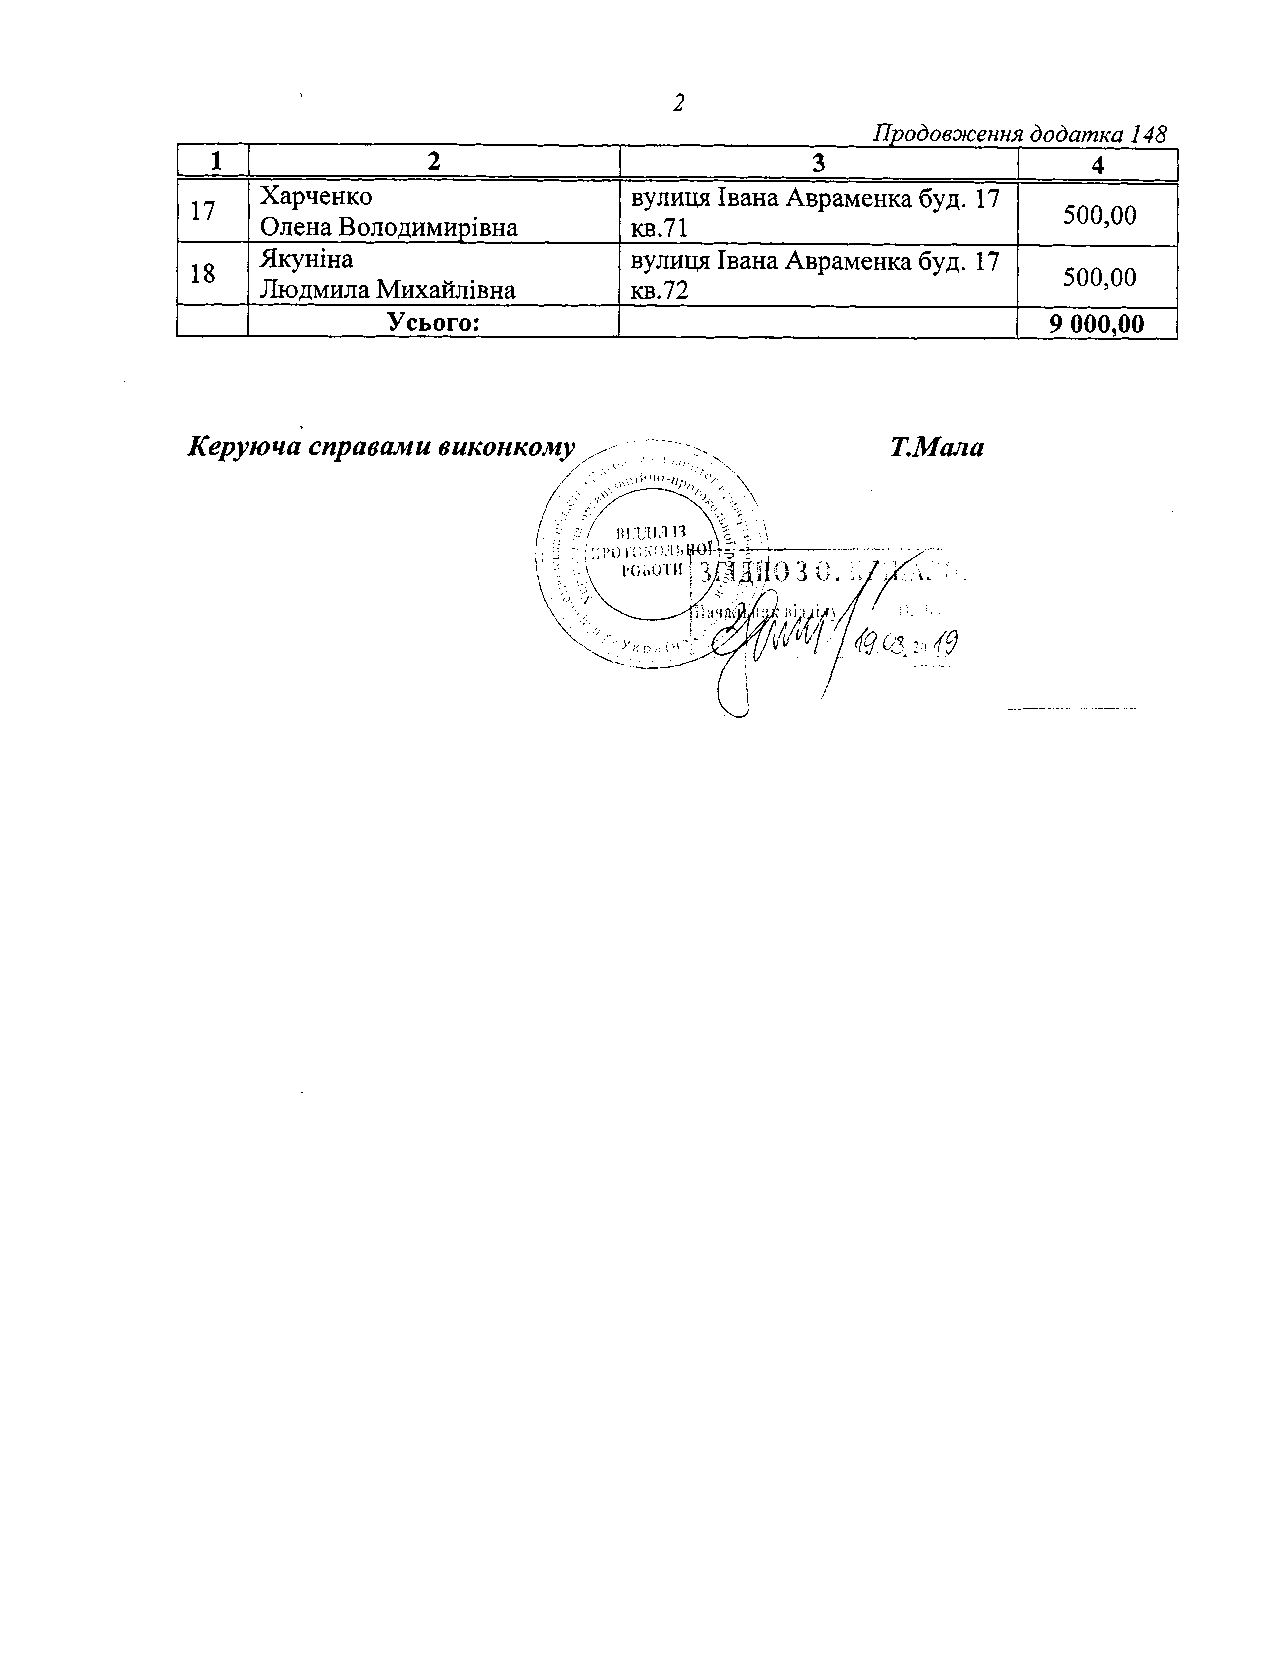 2
Продовження додатка 148
1 2 3 4
17 Харченко вулиця Івана Авраменка буд. 17 500,00
Олена Володимирівна кв.71
18 Якуніна вулиця Івана Авраменка буд. 17 500,00
Людмила Михайлівна кв.72
Усього: 9 000,00
Керуюча справами виконкому Т.Мала
ВІДДІЛ ІЗ
ПРОТОКОЛЬНОЇ
РОБОТИ
ЗГІДНО З
Начальник відділу
19.03. 2019